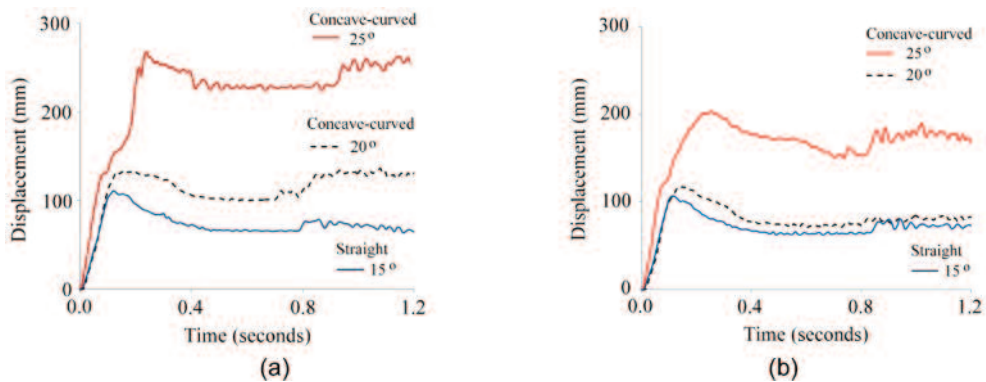 300
200
100
0
Displacement (mm)
0.0 0.4 0.8 1.2
Time (seconds)
Concave-curved
25°
Concave-curved
20°
Straight
15°
(a)
300
200
100
0
Displacement (mm)
0.0 0.4 0.8 1.2
Time (seconds)
Concave-curved
25°
20°
Straight
15°
(b)